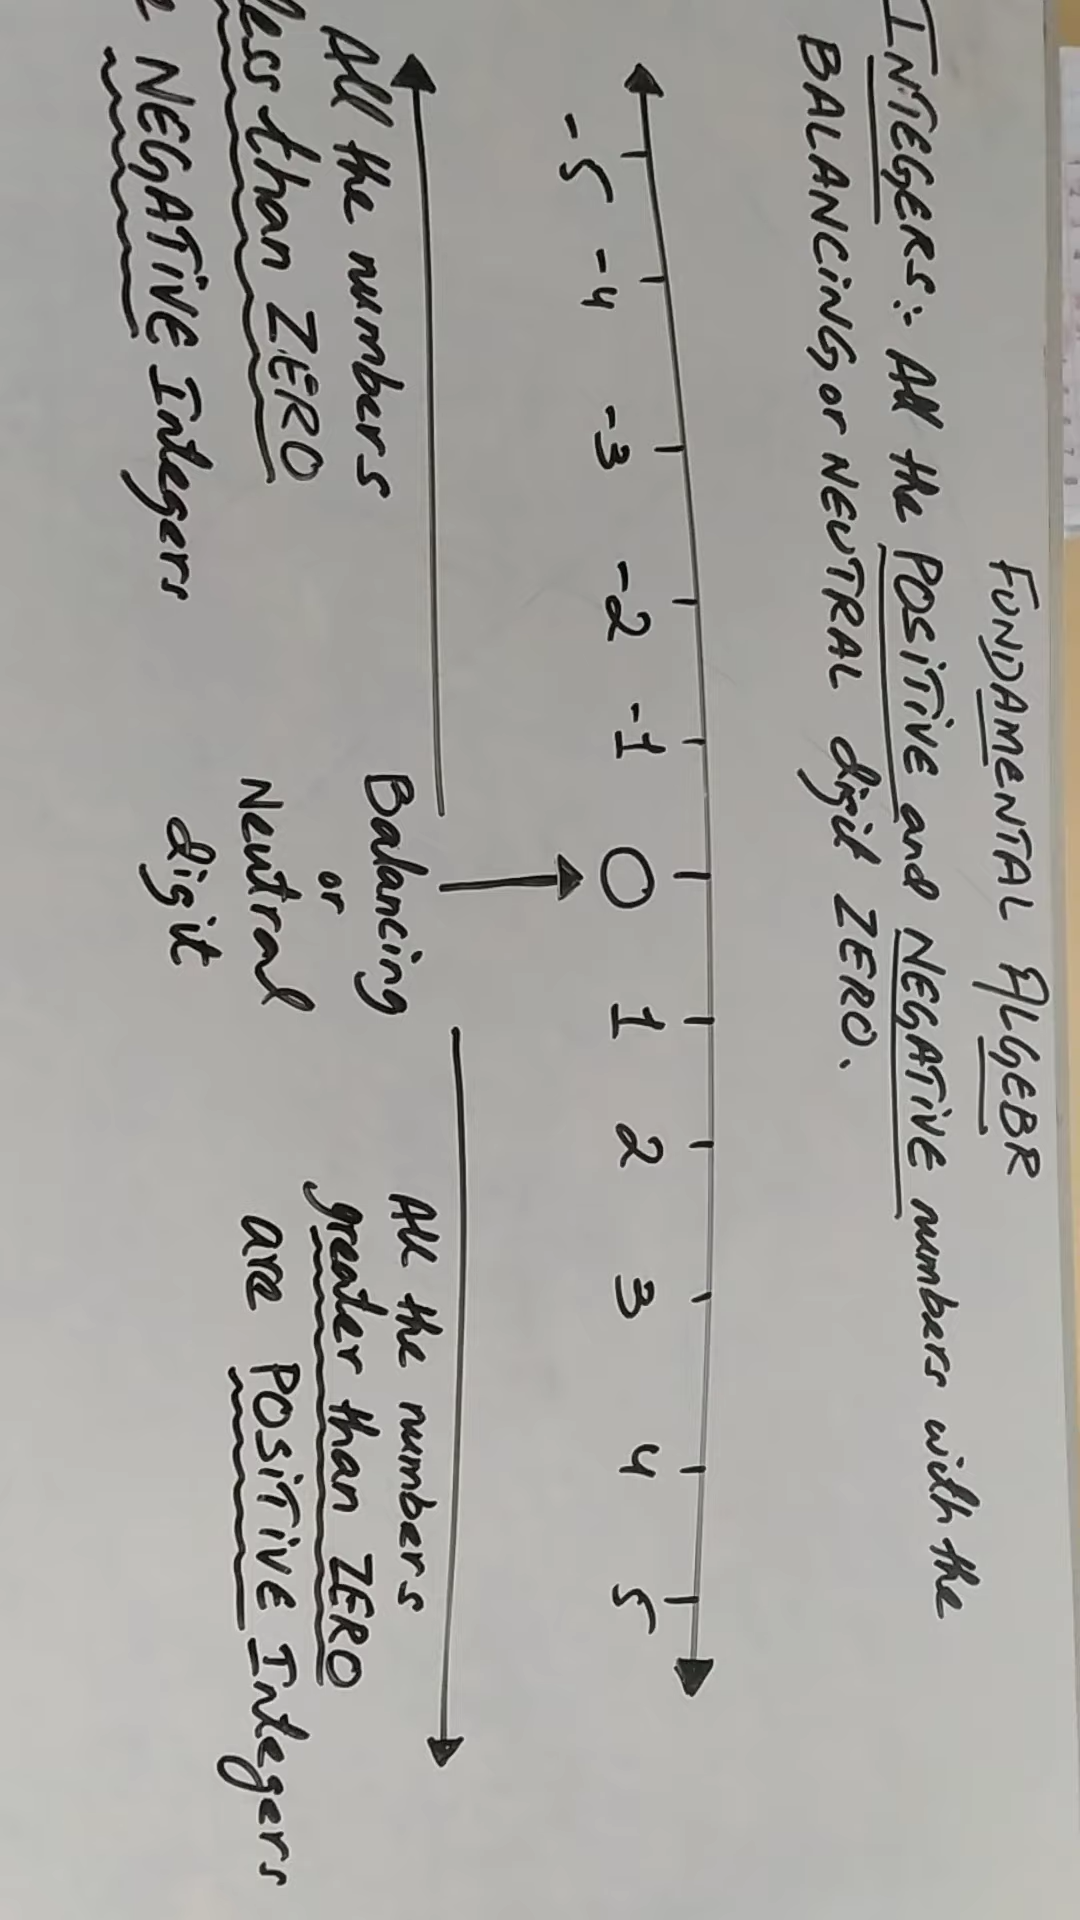 FUNDAMENTAL ALGEBR
INTEGERS:- All the POSITIVE and NEGATIVE numbers with the
BALANCING or NEUTRAL digit ZERO.
-5 -4 -3 -2 -1 0 1 2 3 4 5
All the numbers
less than ZERO
NEGATIVE Integers
Balancing
or
Neutral
digit
All the numbers
greater than ZERO
are POSITIVE Integers